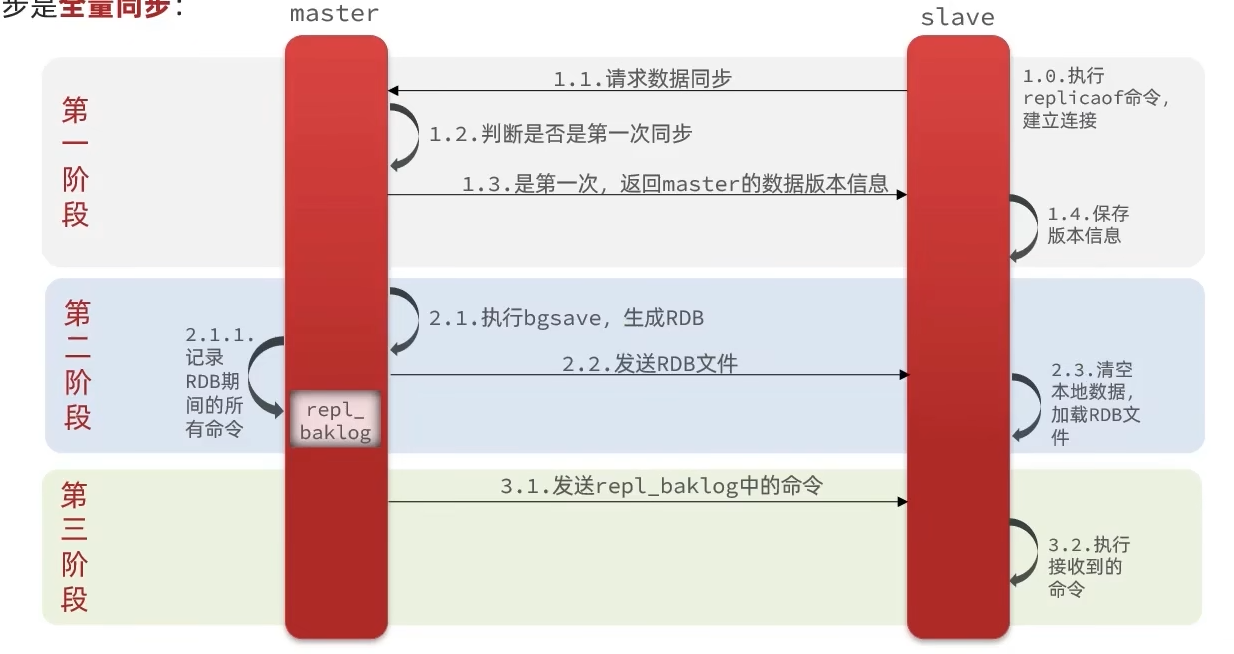 步是全量同步：
master
slave
第一阶段
1.0.执行
replicaof命令，
建立连接
1.1.请求数据同步
1.2.判断是否是第一次同步
1.3.是第一次，返回master的数据版本信息
1.4.保存
版本信息
第二阶段
2.1.执行bgsave，生成RDB
2.1.1.
记录
RDB期
间的所
有命令
repl_
baklog
2.2.发送RDB文件
2.3.清空
本地数据，
加载RDB文
件
第三阶段
3.1.发送repl_baklog中的命令
3.2.执行
接收到的
命令